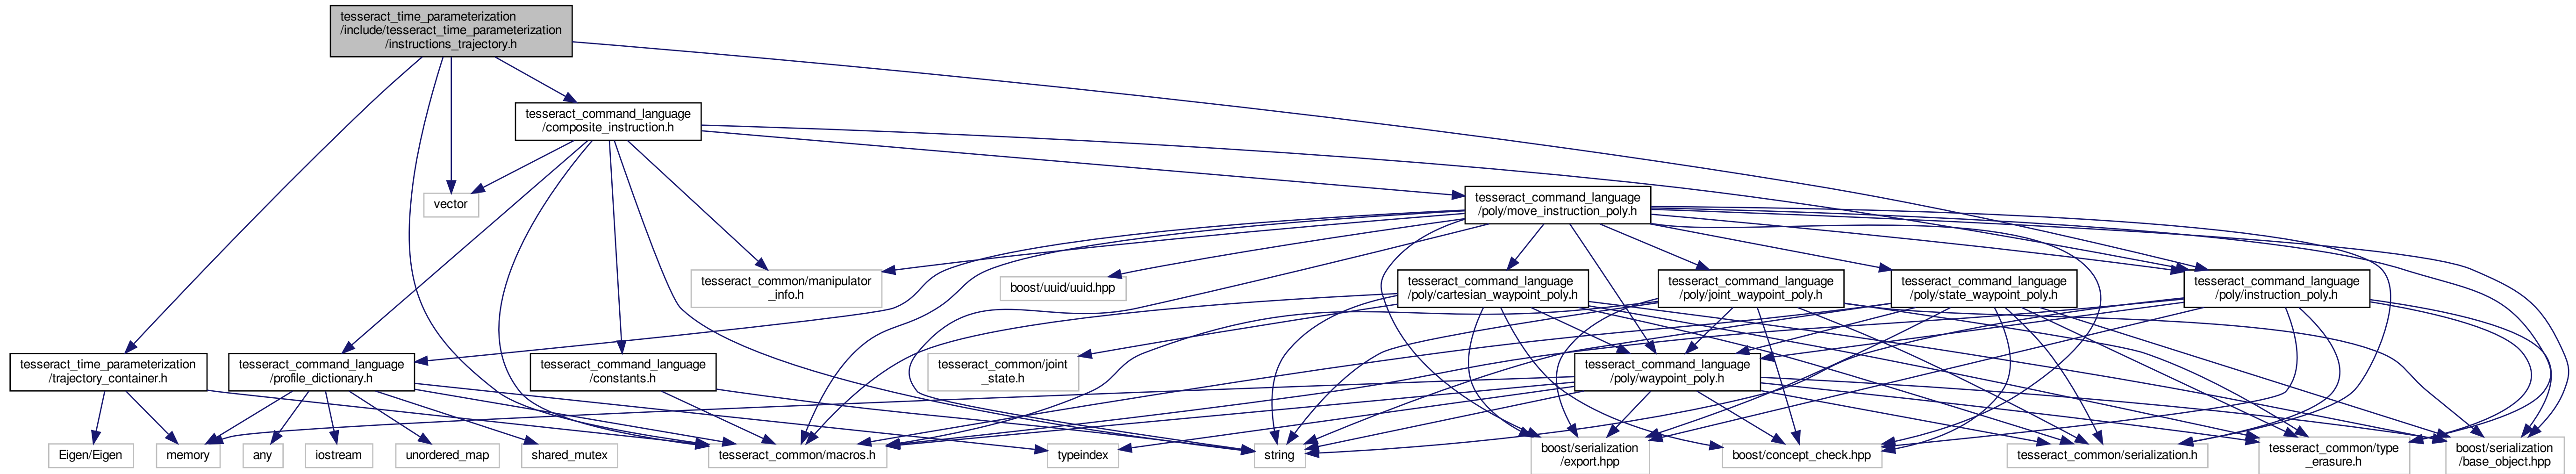 tesseract_time_parameterization
/include/tesseract_time_parameterization
/instructions_trajectory.h
tesseract_command_language
/composite_instruction.h
vector
tesseract_command_language
/poly/move_instruction_poly.h
tesseract_common/manipulator
_info.h
boost/uuid/uuid.hpp
tesseract_command_language
/poly/cartesian_waypoint_poly.h
tesseract_command_language
/poly/joint_waypoint_poly.h
tesseract_command_language
/poly/state_waypoint_poly.h
tesseract_command_language
/poly/instruction_poly.h
tesseract_time_parameterization
/trajectory_container.h
tesseract_command_language
/profile_dictionary.h
tesseract_command_language
/constants.h
tesseract_common/joint
_state.h
tesseract_command_language
/poly/waypoint_poly.h
Eigen/Eigen
memory
any
iostream
unordered_map
shared_mutex
tesseract_common/macros.h
typeindex
string
boost/serialization
/export.hpp
boost/concept_check.hpp
tesseract_common/serialization.h
tesseract_common/type
_erasure.h
boost/serialization
/base_object.hpp